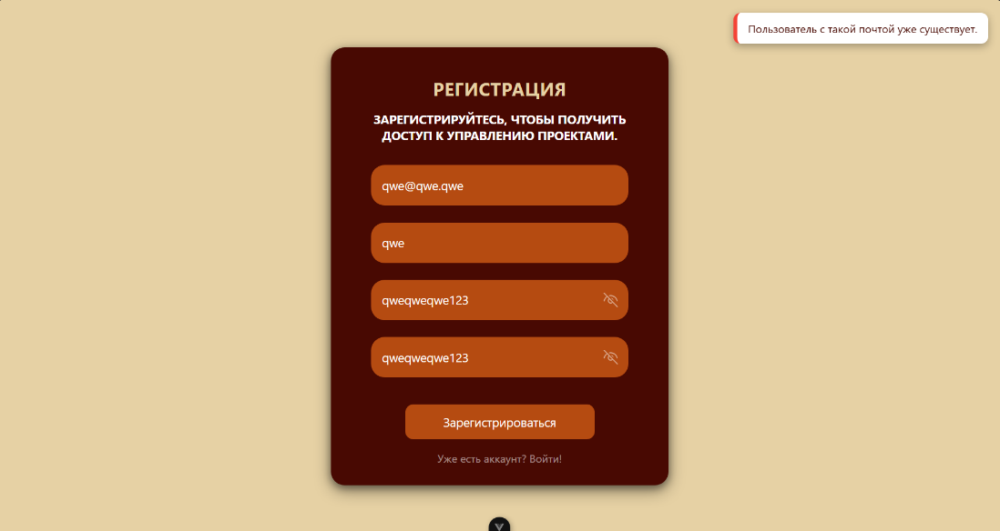 Пользователь с такой почтой уже существует.
РЕГИСТРАЦИЯ
ЗАРЕГИСТРИРУЙТЕСЬ, ЧТОБЫ ПОЛУЧИТЬ
ДОСТУП К УПРАВЛЕНИЮ ПРОЕКТАМИ.
qwe@qwe.qwe
qwe
qweqweqwe123
qweqweqwe123
Зарегистрироваться
Уже есть аккаунт? Войти!